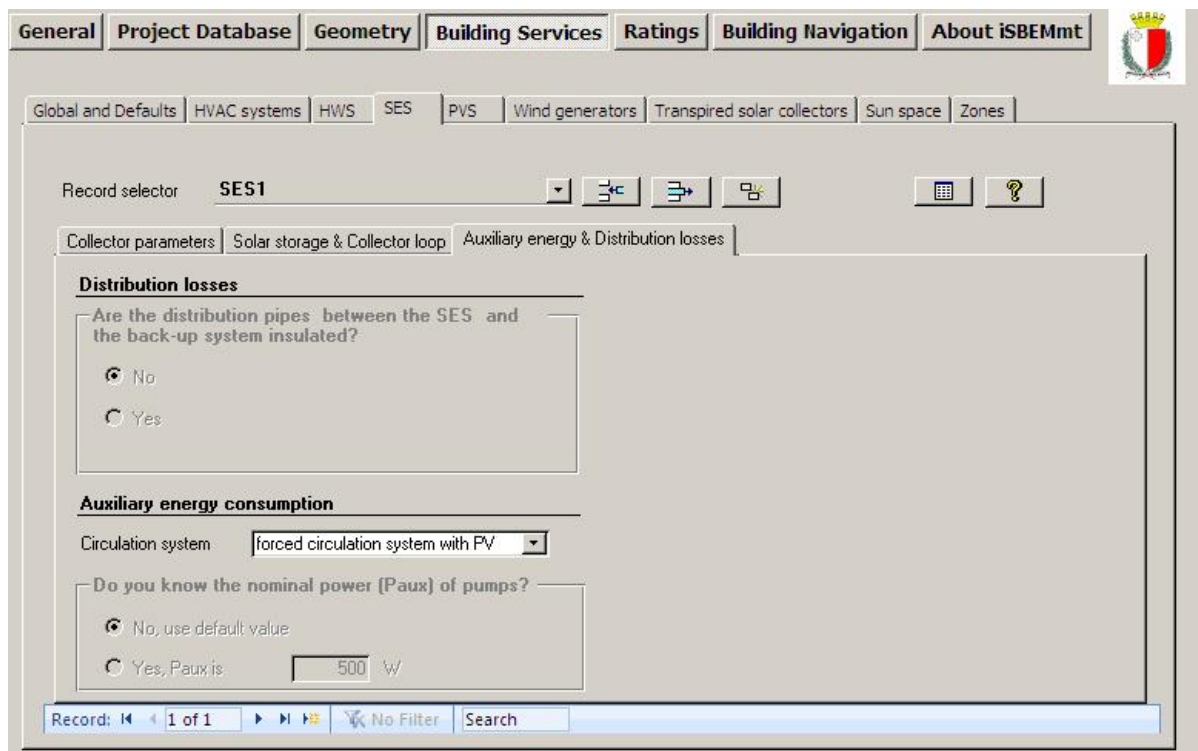 General Project Database Geometry Building Services Ratings Building Navigation About iSBEMmt
Global and Defaults HVAC systems HWS SES PVS Wind generators Transpired solar collectors Sun space Zones
Record selector SES1
Collector parameters Solar storage & Collector loop Auxiliary energy & Distribution losses
Distribution losses
Are the distribution pipes between the SES and
the back-up system insulated?
No
Yes
Auxiliary energy consumption
Circulation system forced circulation system with PV
Do you know the nominal power (Paux) of pumps?
No, use default value
Yes, Paux is 500 W
Record: 1 of 1 No Filter Search